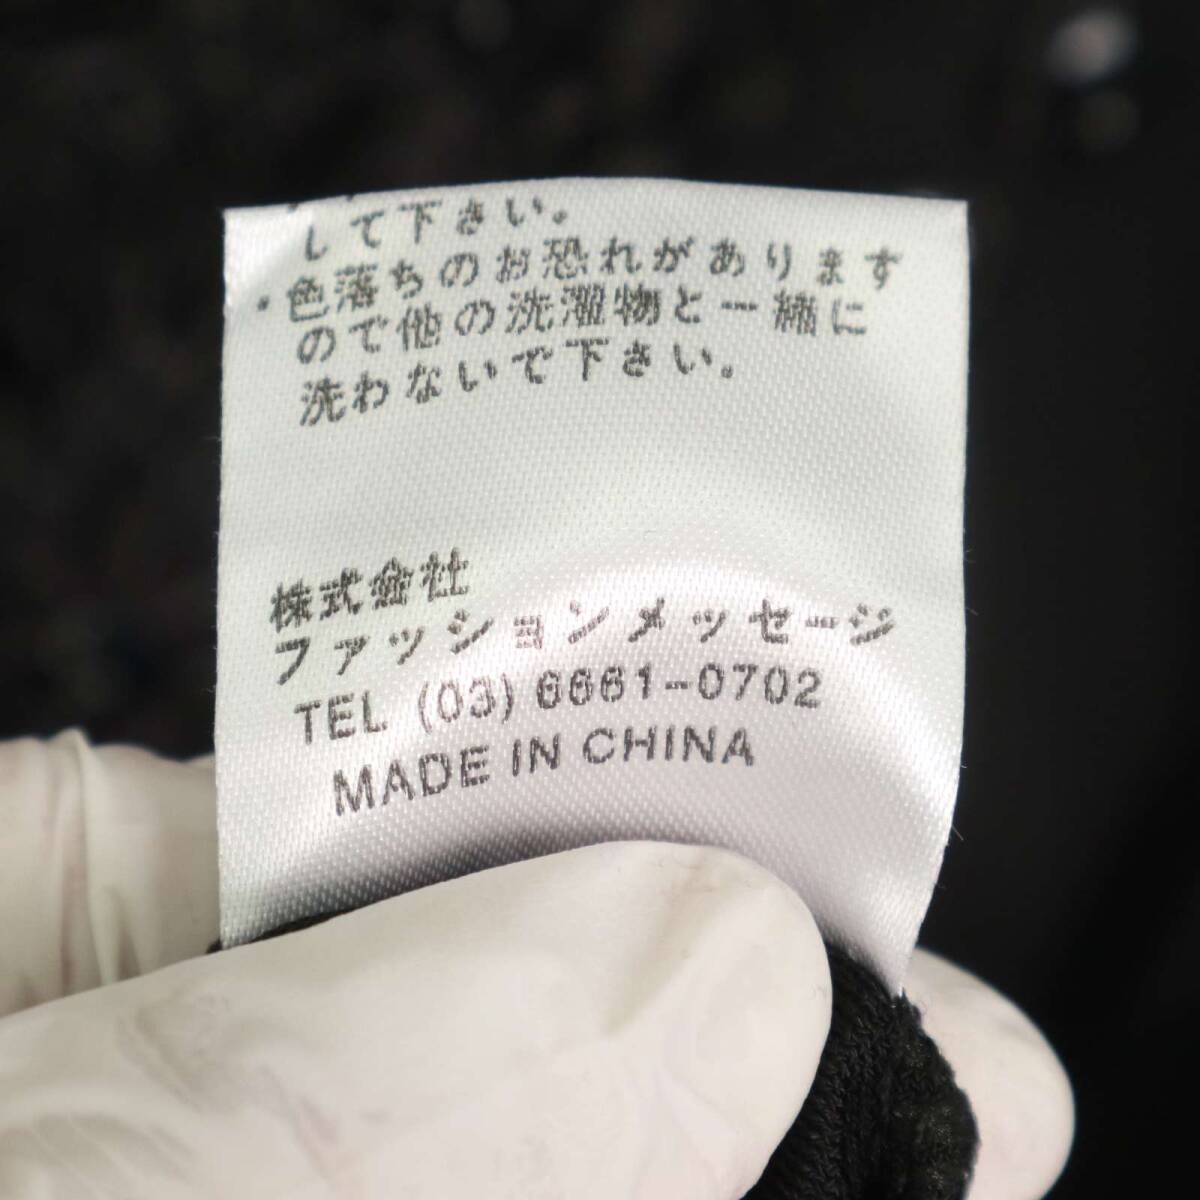 して下さい。
・色落ちのお恐れがあります
ので他の洗濯物と一緒に
洗わないで下さい。
株式会社
ファッションメッセージ
TEL (03) 6661-0702
MADE IN CHINA